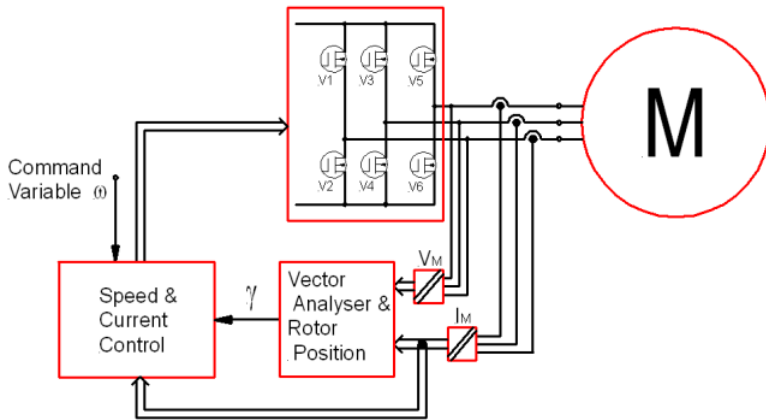 V1
V3
V5
V2
V4
V6
M
Command
Variable ω
VM
IM
Speed &
Current
Control
γ
Vector
Analyser &
Rotor
Position